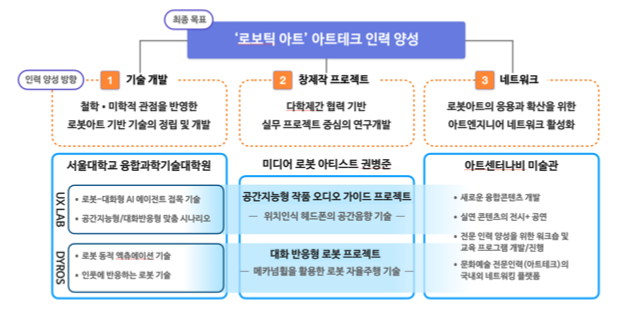 최종 목표
‘로보틱 아트’ 아트테크 인력 양성
인력 양성 방향
1 기술 개발
철학 • 미학적 관점을 반영한
로봇아트 기반 기술의 정립 및 개발
2 창제작 프로젝트
다학제간 협력 기반
실무 프로젝트 중심의 연구개발
3 네트워크
로봇아트의 응용과 확산을 위한
아트엔지니어 네트워크 활성화
서울대학교 융합과학기술대학원
UX LAB
• 로봇-대화형 AI 에이전트 접목 기술
• 공간지능형/대화반응형 맞춤 시나리오
DYROS
• 로봇 동적 엑츄에이션 기술
• 인풋에 반응하는 로봇 기술
미디어 로봇 아티스트 권병준
공간지능형 작품 오디오 가이드 프로젝트
— 위치인식 헤드폰의 공간음향 기술 —
대화 반응형 로봇 프로젝트
— 메카넘휠을 활용한 로봇 자율주행 기술 —
아트센터나비 미술관
• 새로운 융합콘텐츠 개발
• 실연 콘텐츠의 전시+ 공연
• 전문 인력 양성을 위한 워크숍 및
교육 프로그램 개발/진행
• 문화예술 전문인력(아트테크)의
국내외 네트워킹 플랫폼